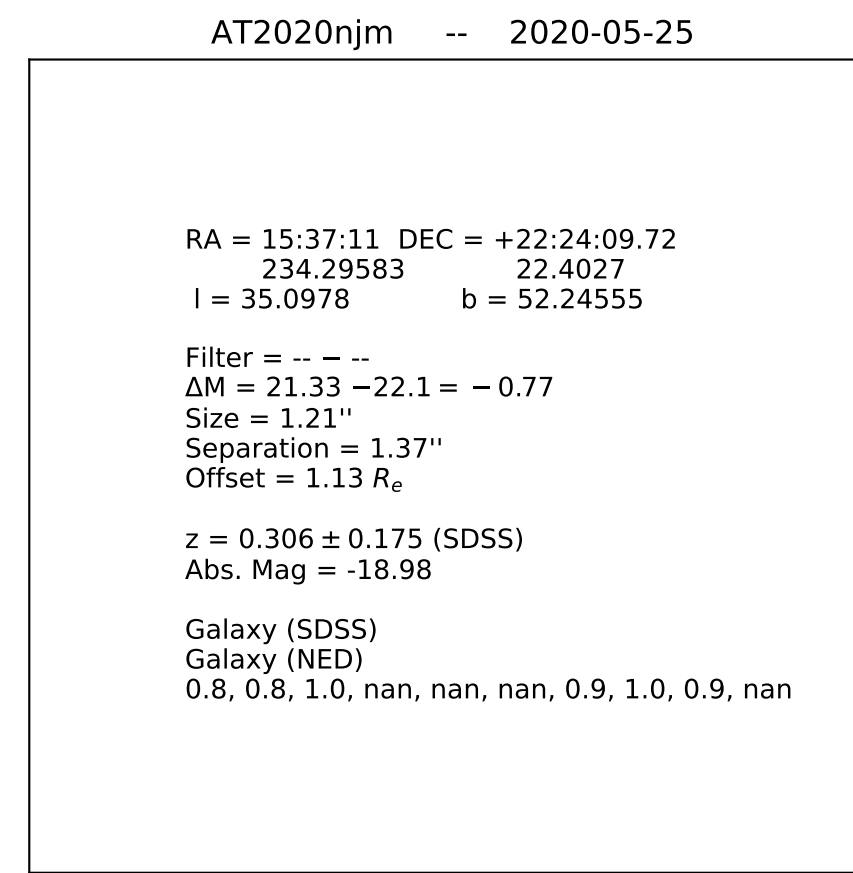 AT2020njm -- 2020-05-25
RA = 15:37:11 DEC = +22:24:09.72
234.29583 22.4027
l = 35.0978 b = 52.24555
Filter = -- − --
ΔM = 21.33 −22.1 = −0.77
Size = 1.21''
Separation = 1.37''
Offset = 1.13 Re
z = 0.306 ± 0.175 (SDSS)
Abs. Mag = -18.98
Galaxy (SDSS)
Galaxy (NED)
0.8, 0.8, 1.0, nan, nan, nan, 0.9, 1.0, 0.9, nan